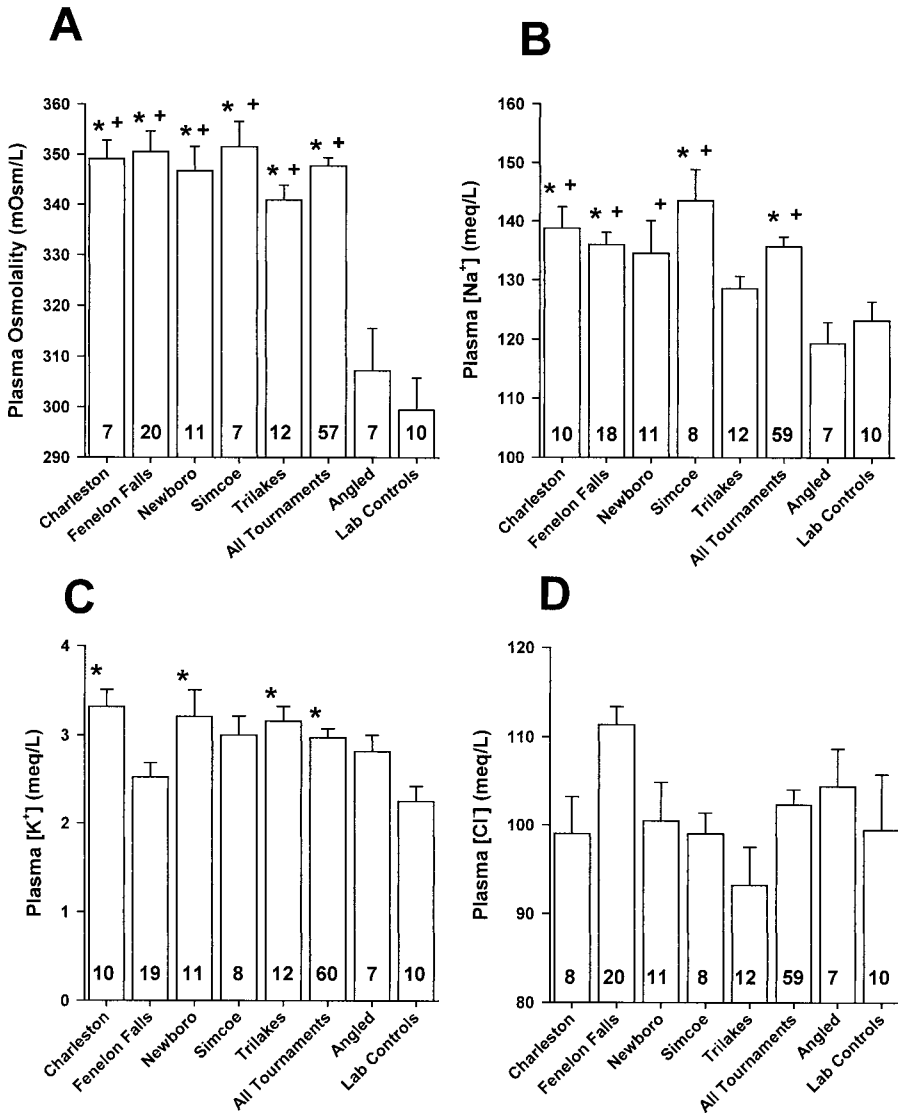 A
Plasma Osmolality (mOsm/L)
360
350
340
330
320
310
300
290
* +
* +
* +
* +
* +
* +
7
20
11
7
12
57
7
10
Charleston
Fenelon Falls
Newboro
Simcoe
Trilakes
All Tournaments
Angled
Lab Controls
B
Plasma [Na+] (meq/L)
160
150
140
130
120
110
100
* +
* +
+
* +
* +
10
18
11
8
12
59
7
10
Charleston
Fenelon Falls
Newboro
Simcoe
Trilakes
All Tournaments
Angled
Lab Controls
C
Plasma [K+] (meq/L)
4
3
2
1
0
*
*
*
*
10
19
11
8
12
60
7
10
Charleston
Fenelon Falls
Newboro
Simcoe
Trilakes
All Tournaments
Angled
Lab Controls
D
Plasma [Cl-] (meq/L)
120
110
100
90
80
8
20
11
8
12
59
7
10
Charleston
Fenelon Falls
Newboro
Simcoe
Trilakes
All Tournaments
Angled
Lab Controls